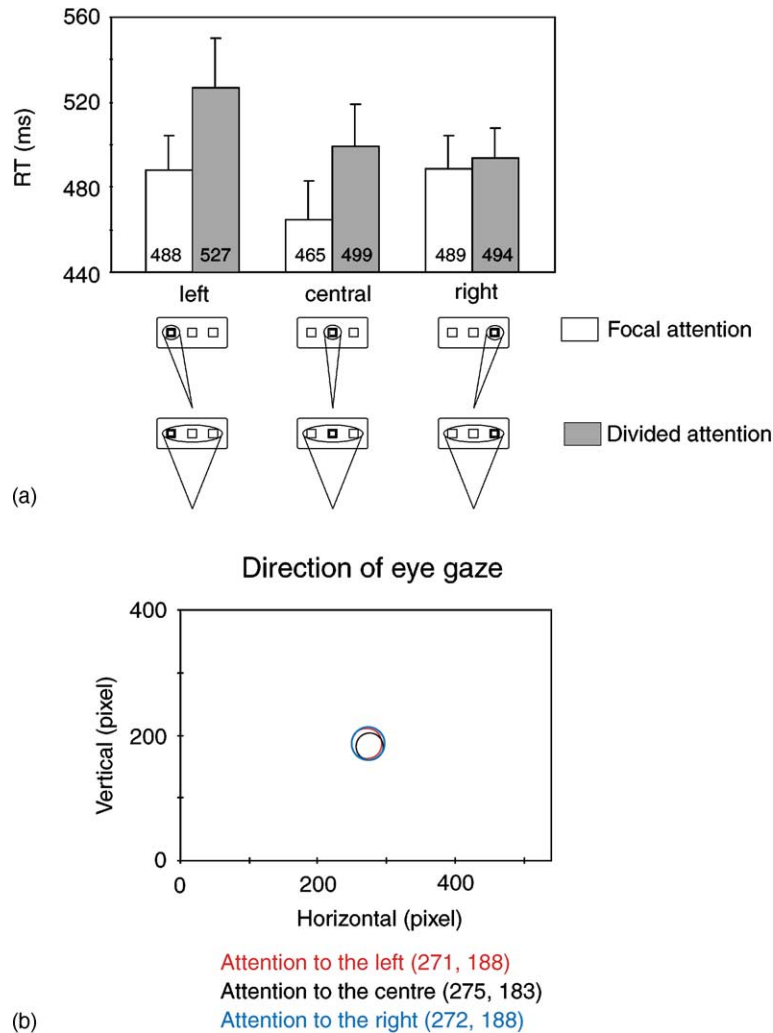 560
520
480
440
RT (ms)
488 527 465 499 489 494
left central right
Focal attention
Divided attention
(a)
Direction of eye gaze
400
200
0
Vertical (pixel)
0 200 400
Horizontal (pixel)
Attention to the left (271, 188)
Attention to the centre (275, 183)
(b) Attention to the right (272, 188)